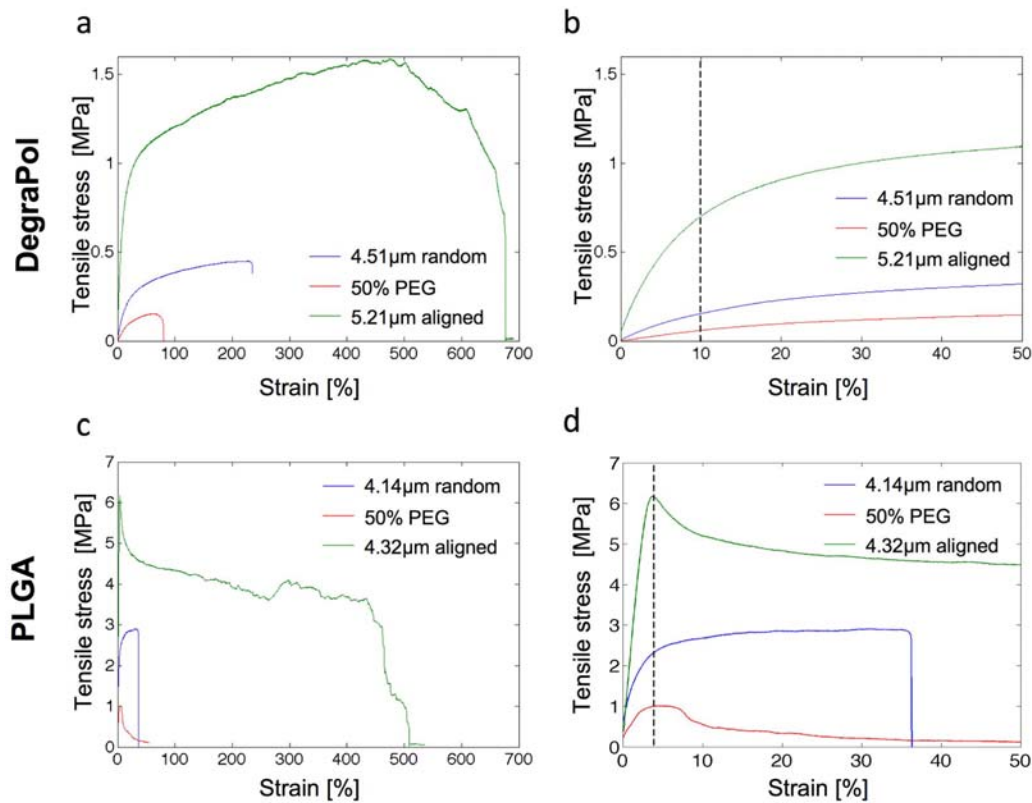 a
b
DegraPol
Tensile stress [MPa]
1.5
1
0.5
0
4.51µm random
50% PEG
5.21µm aligned
0 100 200 300 400 500 600 700
Strain [%]
Tensile stress [MPa]
1.5
1
0.5
0
4.51µm random
50% PEG
5.21µm aligned
0 10 20 30 40 50
Strain [%]
c
d
PLGA
Tensile stress [MPa]
7
6
5
4
3
2
1
0
4.14µm random
50% PEG
4.32µm aligned
0 100 200 300 400 500 600 700
Strain [%]
Tensile stress [MPa]
7
6
5
4
3
2
1
0
4.14µm random
50% PEG
4.32µm aligned
0 10 20 30 40 50
Strain [%]